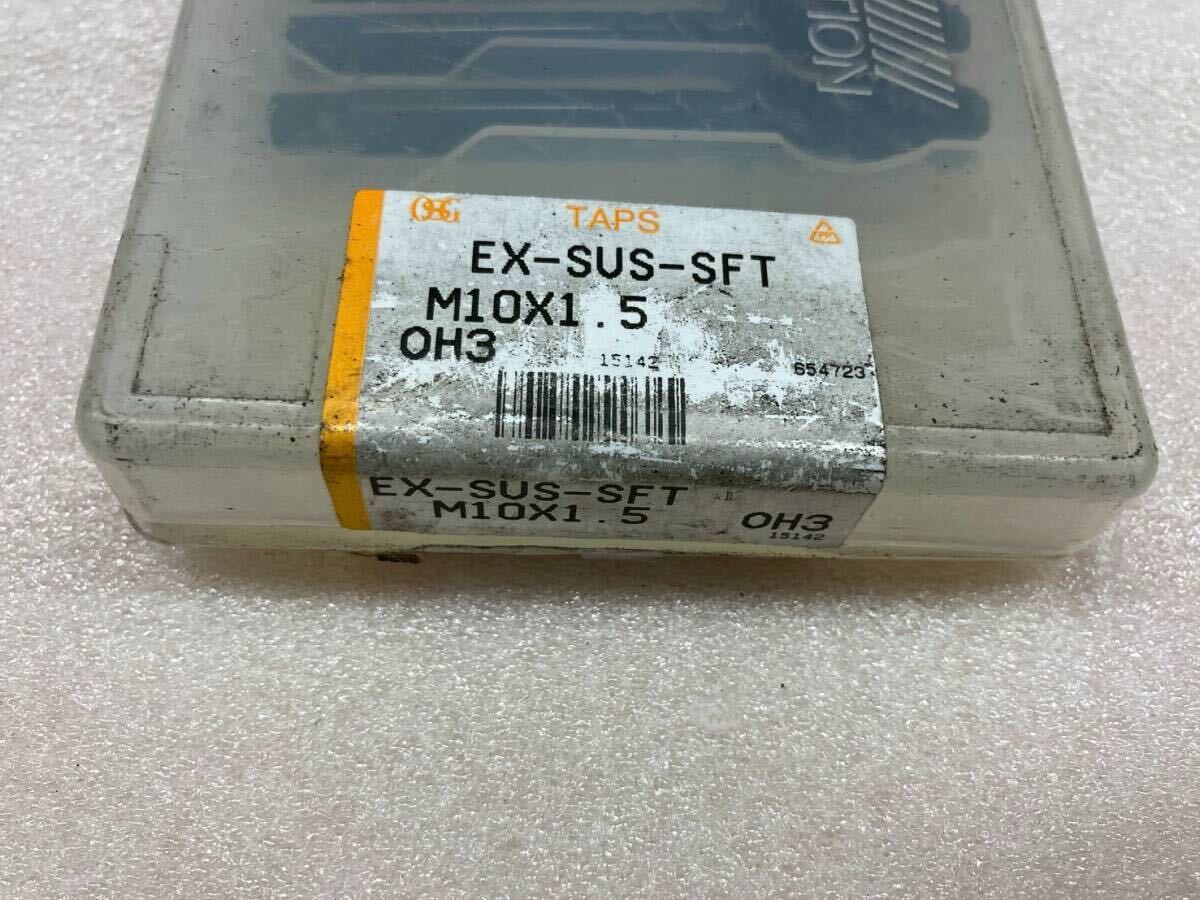 OSG TAPS
EX-SUS-SFT
M10X1.5
OH3
15142
654723
EX-SUS-SFT
M10X1.5
OH3
15142